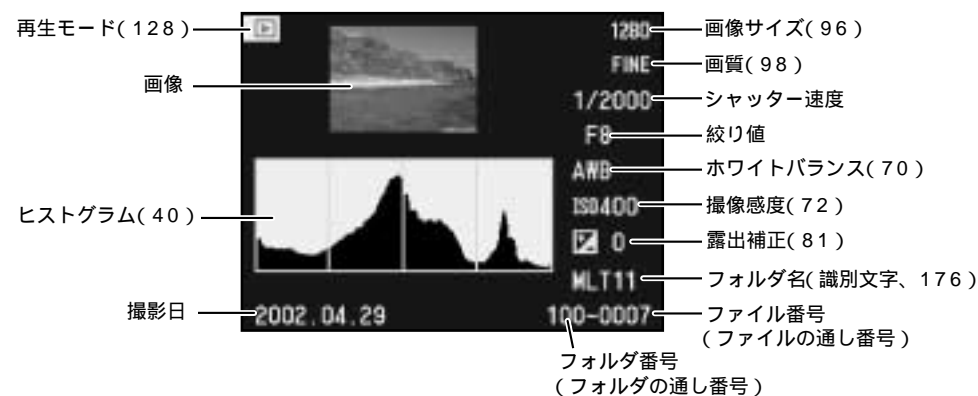 再生モード(128)
画像
ヒストグラム(40)
撮影日
1280
FINE
1/2000
F8
AWB
ISO400
0
MLT11
2002.04.29
100-0007
画像サイズ(96)
画質(98)
シャッター速度
絞り値
ホワイトバランス(70)
撮像感度(72)
露出補正(81)
フォルダ名(識別文字、176)
ファイル番号
(ファイルの通し番号)
フォルダ番号
(フォルダの通し番号)